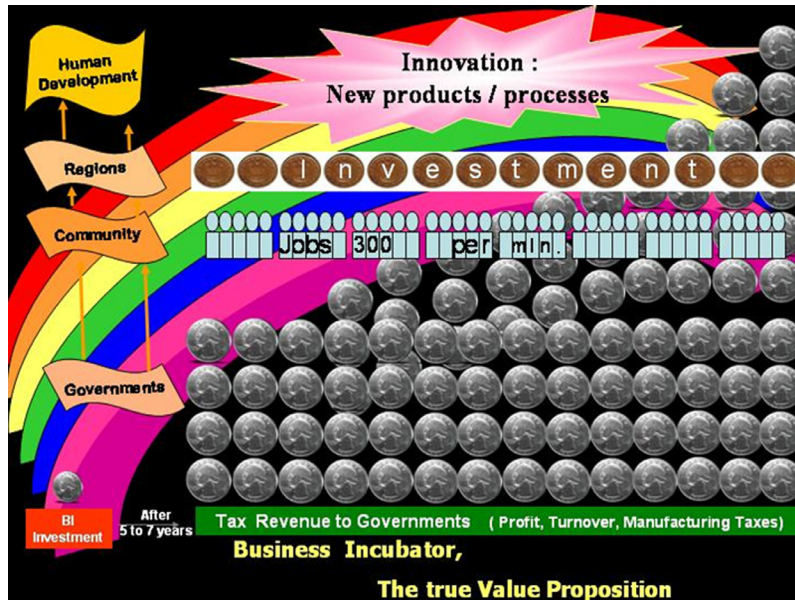 Human
Development
Innovation :
New products / processes
Regions
Investment
Community
Jobs 300 per min.
Governments
BI
Investment
After
5 to 7 years
Tax Revenue to Governments ( Profit, Turnover, Manufacturing Taxes)
Business Incubator,
The true Value Proposition